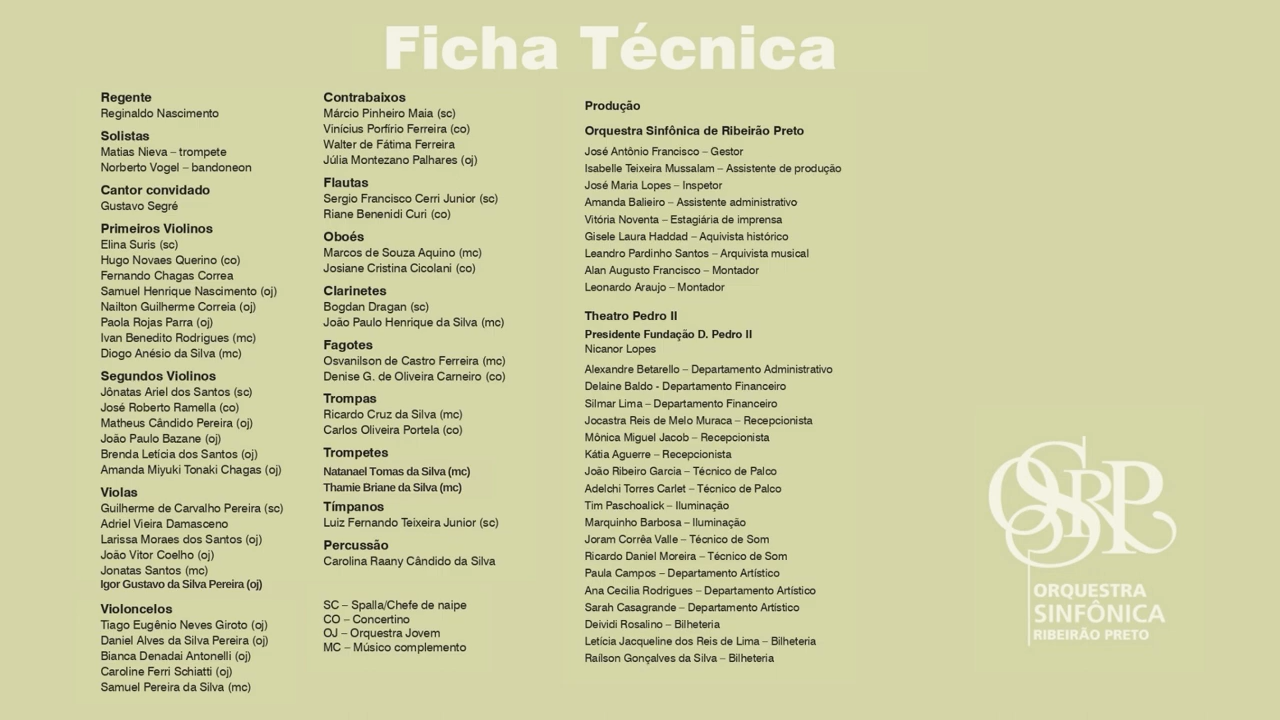 Ficha Técnica
Regente
Reginaldo Nascimento
Solistas
Matias Nieva – trompete
Norberto Vogel – bandoneon
Cantor convidado
Gustavo Segré
Primeiros Violinos
Elina Suris (sc)
Hugo Novaes Querino (co)
Fernando Chagas Correa
Samuel Henrique Nascimento (oj)
Nailton Guilherme Correia (oj)
Paola Rojas Parra (oj)
Ivan Benedito Rodrigues (mc)
Diogo Anésio da Silva (mc)
Segundos Violinos
Jônatas Ariel dos Santos (sc)
José Roberto Ramella (co)
Matheus Cândido Pereira (oj)
João Paulo Bazane (oj)
Brenda Letícia dos Santos (oj)
Amanda Miyuki Tonaki Chagas (oj)
Violas
Guilherme de Carvalho Pereira (sc)
Adriel Vieira Damasceno
Larissa Moraes dos Santos (oj)
João Vitor Coelho (oj)
Jonatas Santos (mc)
Igor Gustavo da Silva Pereira (oj)
Violoncelos
Tiago Eugênio Neves Giroto (oj)
Daniel Alves da Silva Pereira (oj)
Bianca Denadai Antonelli (oj)
Caroline Ferri Schiatti (oj)
Samuel Pereira da Silva (mc)
Contrabaixos
Márcio Pinheiro Maia (sc)
Vinícius Porfírio Ferreira (co)
Walter de Fátima Ferreira
Júlia Montezano Palhares (oj)
Flautas
Sergio Francisco Cerri Junior (sc)
Riane Benenidi Curi (co)
Oboés
Marcos de Souza Aquino (mc)
Josiane Cristina Cicolani (co)
Clarinetes
Bogdan Dragan (sc)
João Paulo Henrique da Silva (mc)
Fagotes
Osvanilson de Castro Ferreira (mc)
Denise G. de Oliveira Carneiro (co)
Trompas
Ricardo Cruz da Silva (mc)
Carlos Oliveira Portela (co)
Trompetes
Natanael Tomas da Silva (mc)
Thamie Briane da Silva (mc)
Tímpanos
Luiz Fernando Teixeira Junior (sc)
Percussão
Carolina Raany Cândido da Silva
SC – Spalla/Chefe de naipe
CO – Concertino
OJ – Orquestra Jovem
MC – Músico complemento
Produção
Orquestra Sinfônica de Ribeirão Preto
José Antônio Francisco – Gestor
Isabelle Teixeira Mussalam – Assistente de produção
José Maria Lopes – Inspetor
Amanda Balieiro – Assistente administrativo
Vitória Noventa – Estagiária de imprensa
Gisele Laura Haddad – Aquivista histórico
Leandro Pardinho Santos – Arquivista musical
Alan Augusto Francisco – Montador
Leonardo Araujo – Montador
Theatro Pedro II
Presidente Fundação D. Pedro II
Nicanor Lopes
Alexandre Betarello – Departamento Administrativo
Delaine Baldo - Departamento Financeiro
Silmar Lima – Departamento Financeiro
Jocastra Reis de Melo Muraca – Recepcionista
Mônica Miguel Jacob – Recepcionista
Kátia Aguerre – Recepcionista
João Ribeiro Garcia – Técnico de Palco
Adelchi Torres Carlet – Técnico de Palco
Tim Paschoalick – Iluminação
Marquinho Barbosa – Iluminação
Joram Corrêa Valle – Técnico de Som
Ricardo Daniel Moreira – Técnico de Som
Paula Campos – Departamento Artístico
Ana Cecilia Rodrigues – Departamento Artístico
Sarah Casagrande – Departamento Artístico
Deividi Rosalino – Bilheteria
Letícia Jacqueline dos Reis de Lima – Bilheteria
Raílson Gonçalves da Silva – Bilheteria
OSRP
ORQUESTRA
SINFÔNICA
RIBEIRÃO PRETO